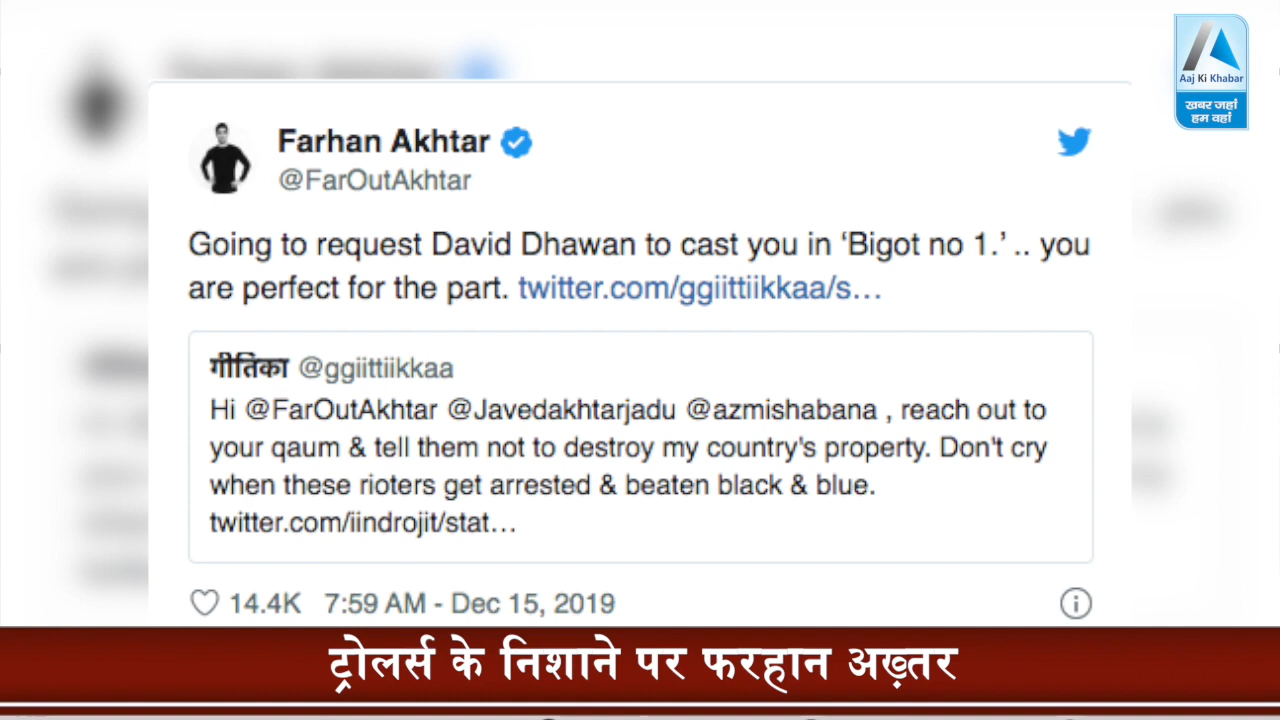 Aaj Ki Khabar
खबर जहां
हम वहां
Farhan Akhtar
@FarOutAkhtar
Going to request David Dhawan to cast you in ‘Bigot no 1.’ .. you
are perfect for the part. twitter.com/ggiittiikkaa/s…
गीतिका @ggiittiikkaa
Hi @FarOutAkhtar @Javedakhtarjadu @azmishabana , reach out to
your qaum & tell them not to destroy my country's property. Don't cry
when these rioters get arrested & beaten black & blue.
twitter.com/iindrojit/stat…
14.4K 7:59 AM - Dec 15, 2019
ट्रोलर्स के निशाने पर फरहान अख़्तर